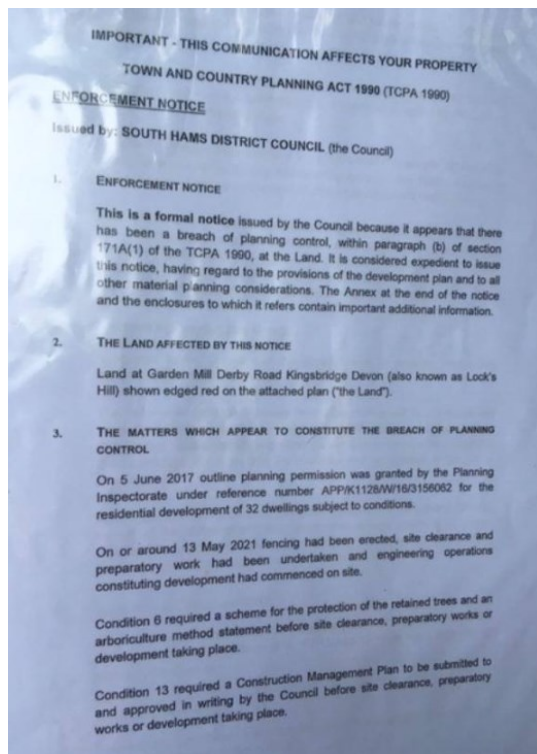 IMPORTANT - THIS COMMUNICATION AFFECTS YOUR PROPERTY
TOWN AND COUNTRY PLANNING ACT 1990 (TCPA 1990)
ENFORCEMENT NOTICE
Issued by: SOUTH HAMS DISTRICT COUNCIL (the Council)
1. ENFORCEMENT NOTICE
This is a formal notice issued by the Council because it appears that there
has been a breach of planning control, within paragraph (b) of section
171A(1) of the TCPA 1990, at the Land. It is considered expedient to issue
this notice, having regard to the provisions of the development plan and to all
other material planning considerations. The Annex at the end of the notice
and the enclosures to which it refers contain important additional information.
2. THE LAND AFFECTED BY THIS NOTICE
Land at Garden Mill Derby Road Kingsbridge Devon (also known as Lock's
Hill) shown edged red on the attached plan ("the Land").
3. THE MATTERS WHICH APPEAR TO CONSTITUTE THE BREACH OF PLANNING
CONTROL
On 5 June 2017 outline planning permission was granted by the Planning
Inspectorate under reference number APP/K1128/W/16/3156062 for the
residential development of 32 dwellings subject to conditions.
On or around 13 May 2021 fencing had been erected, site clearance and
preparatory work had been undertaken and engineering operations
constituting development had commenced on site.
Condition 6 required a scheme for the protection of the retained trees and an
arboriculture method statement before site clearance, preparatory works or
development taking place.
Condition 13 required a Construction Management Plan to be submitted to
and approved in writing by the Council before site clearance, preparatory
works or development taking place.